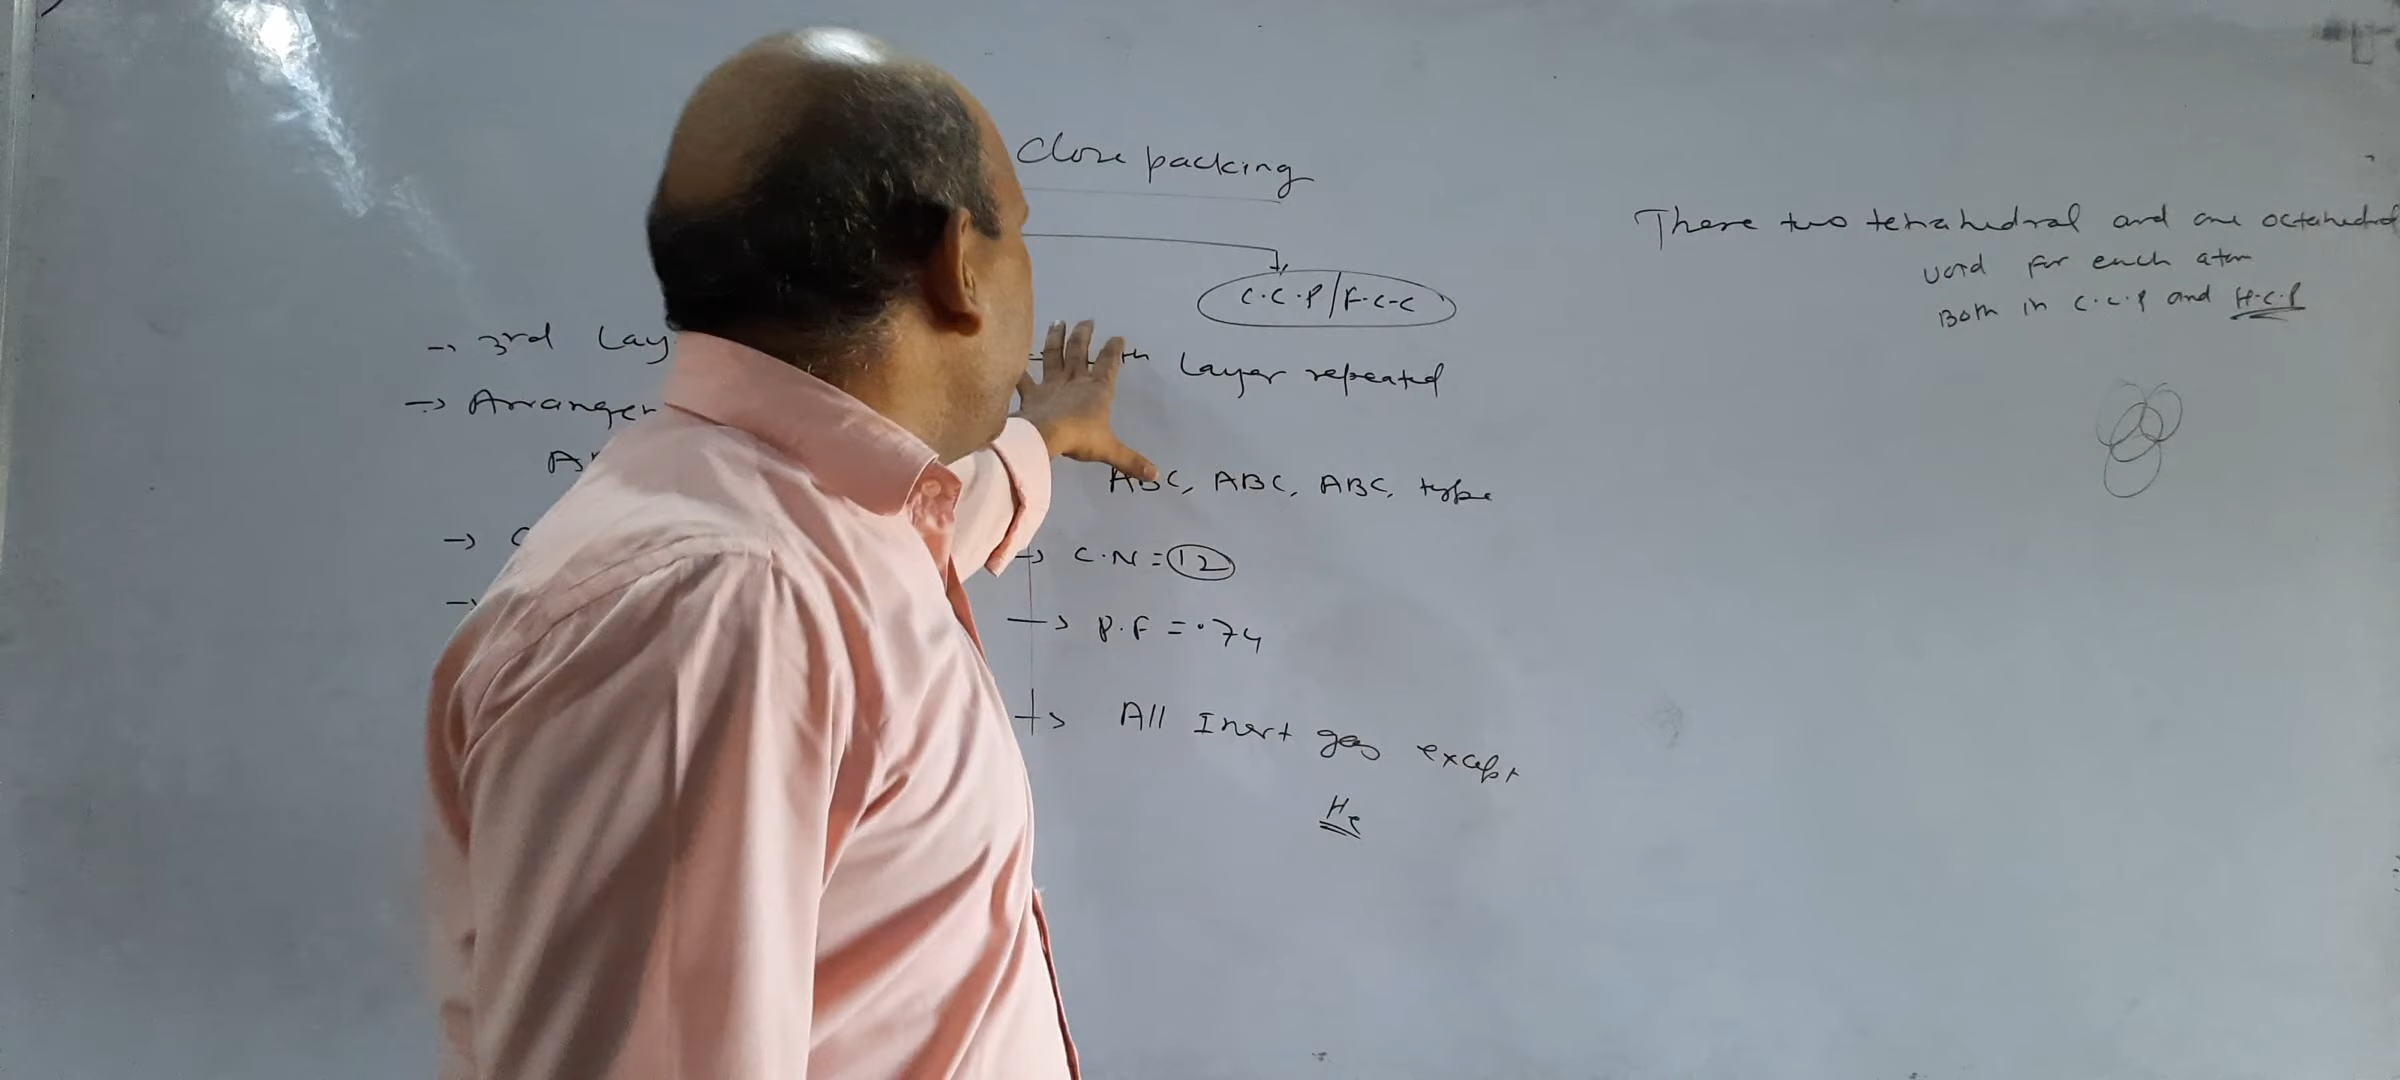 Close packing
C.C.P/F.C.C
→ 3rd Lay
th Layer repeated
→ Arrangem
ABC, ABC, ABC, type
→ C.N = 12
→ P.F = .74
→ All Inert gas except
He
There two tetrahedral and one octahedral
void for each atom
Both in C.C.P and H.C.P